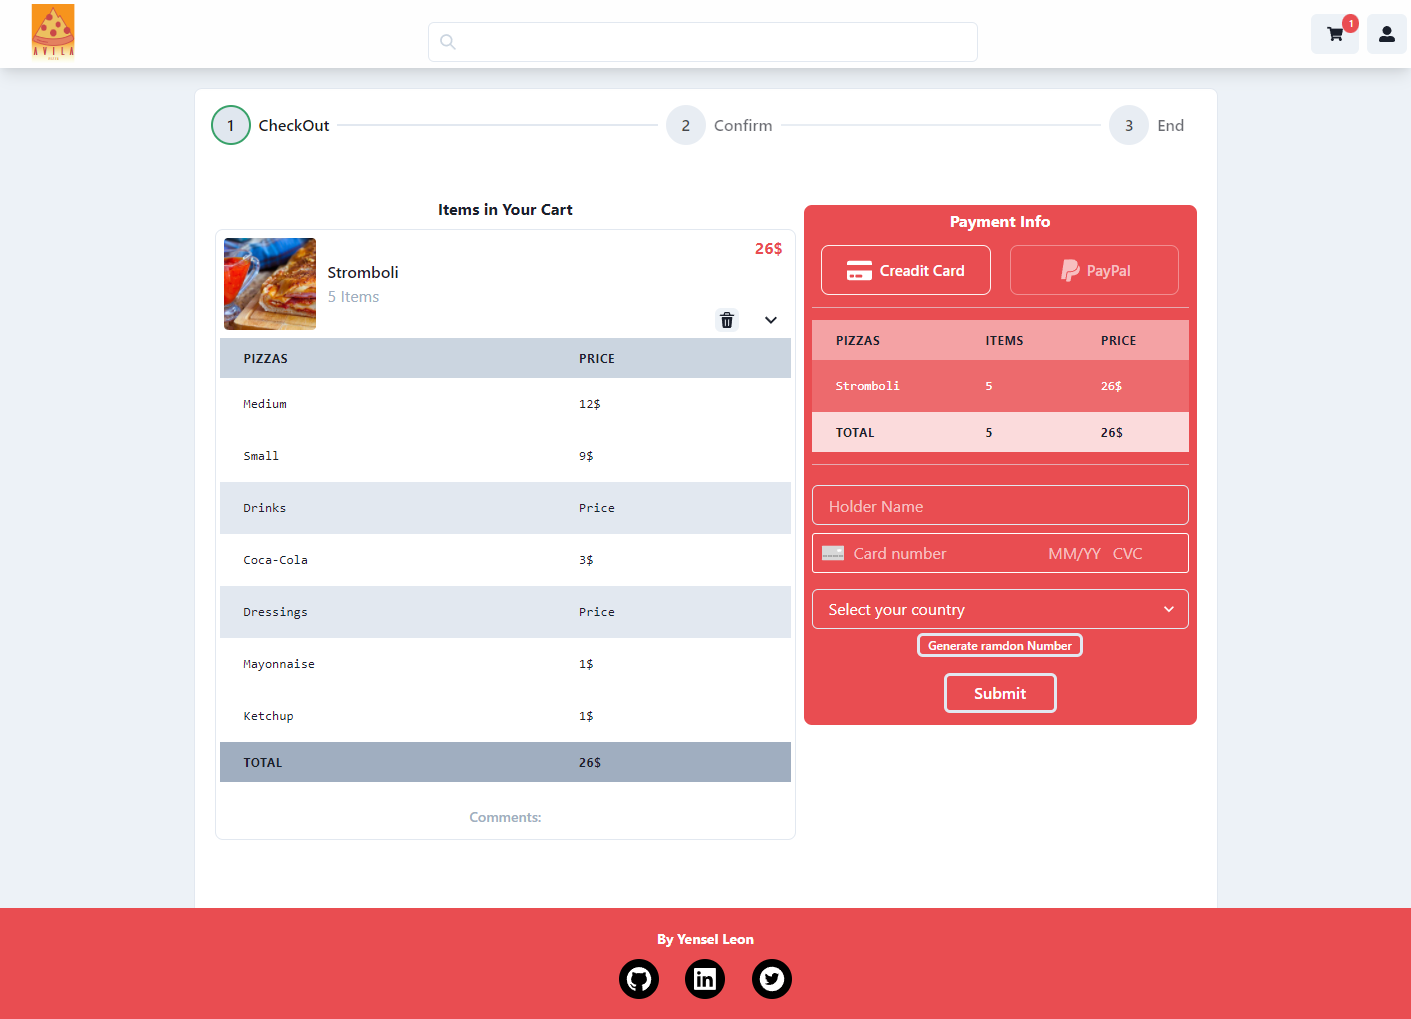 AVILA
1
1 CheckOut
2 Confirm
3 End
Items in Your Cart
26$
Stromboli
5 Items
PIZZAS PRICE
Medium 12$
Small 9$
Drinks Price
Coca-Cola 3$
Dressings Price
Mayonnaise 1$
Ketchup 1$
TOTAL 26$
Comments:
Payment Info
Creadit Card
PayPal
PIZZAS ITEMS PRICE
Stromboli 5 26$
TOTAL 5 26$
Holder Name
Card number MM/YY CVC
Select your country
Generate ramdon Number
Submit
By Yensel Leon
in